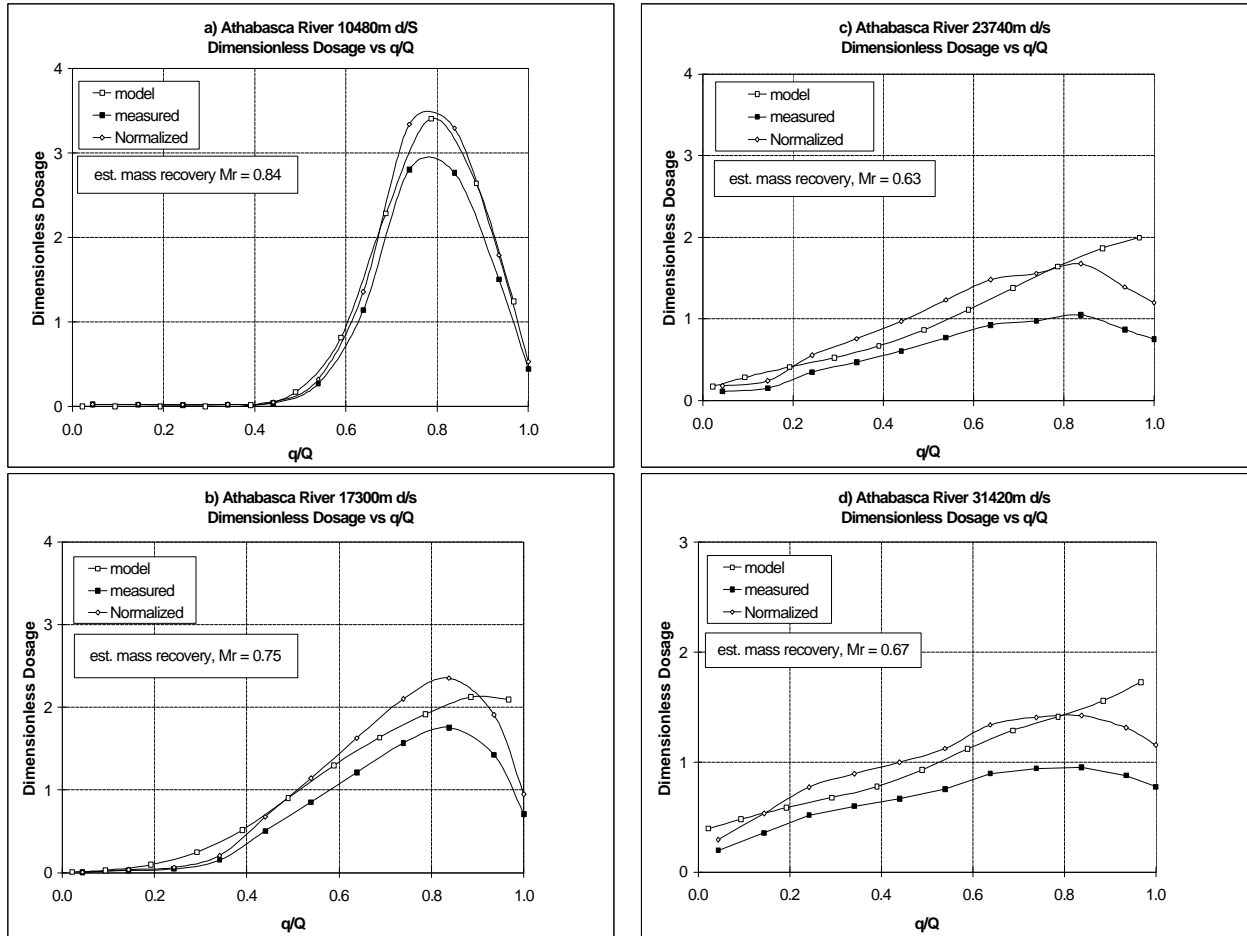 a) Athabasca River 10480m d/S
Dimensionless Dosage vs q/Q
Dimensionless Dosage
4
3
2
1
0
model
measured
Normalized
est. mass recovery Mr = 0.84
0.0 0.2 0.4 0.6 0.8 1.0
q/Q
c) Athabasca River 23740m d/s
Dimensionless Dosage vs q/Q
Dimensionless Dosage
4
3
2
1
0
model
measured
Normalized
est. mass recovery, Mr = 0.63
0.0 0.2 0.4 0.6 0.8 1.0
q/Q
b) Athabasca River 17300m d/s
Dimensionless Dosage vs q/Q
Dimensionless Dosage
4
3
2
1
0
model
measured
Normalized
est. mass recovery, Mr = 0.75
0.0 0.2 0.4 0.6 0.8 1.0
q/Q
d) Athabasca River 31420m d/s
Dimensionless Dosage vs q/Q
Dimensionless Dosage
3
2
1
0
model
measured
Normalized
est. mass recovery, Mr = 0.67
0.0 0.2 0.4 0.6 0.8 1.0
q/Q